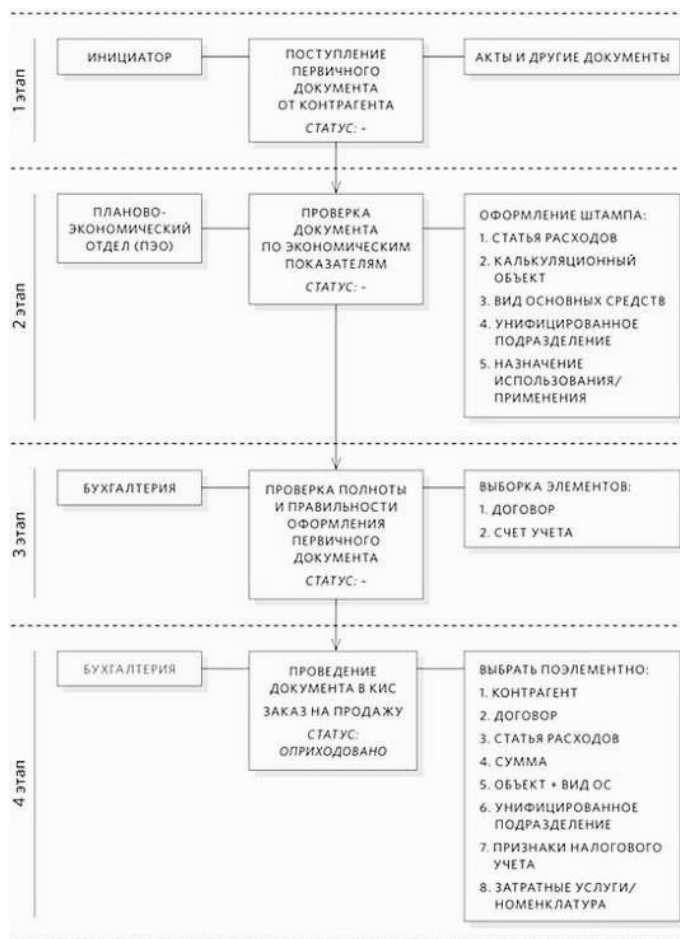 1 этап
ИНИЦИАТОР
ПОСТУПЛЕНИЕ
ПЕРВИЧНОГО
ДОКУМЕНТА
ОТ КОНТРАГЕНТА
СТАТУС: -
АКТЫ И ДРУГИЕ ДОКУМЕНТЫ
2 этап
ПЛАНОВО-
ЭКОНОМИЧЕСКИЙ
ОТДЕЛ (ПЭО)
ПРОВЕРКА
ДОКУМЕНТА
ПО ЭКОНОМИЧЕСКИМ
ПОКАЗАТЕЛЯМ
СТАТУС: -
ОФОРМЛЕНИЕ ШТАМПА:
1. СТАТЬЯ РАСХОДОВ
2. КАЛЬКУЛЯЦИОННЫЙ
ОБЪЕКТ
3. ВИД ОСНОВНЫХ СРЕДСТВ
4. УНИФИЦИРОВАННОЕ
ПОДРАЗДЕЛЕНИЕ
5. НАЗНАЧЕНИЕ
ИСПОЛЬЗОВАНИЯ/
ПРИМЕНЕНИЯ
3 этап
БУХГАЛТЕРИЯ
ПРОВЕРКА ПОЛНОТЫ
И ПРАВИЛЬНОСТИ
ОФОРМЛЕНИЯ
ПЕРВИЧНОГО
ДОКУМЕНТА
СТАТУС: -
ВЫБОРКА ЭЛЕМЕНТОВ:
1. ДОГОВОР
2. СЧЕТ УЧЕТА
4 этап
БУХГАЛТЕРИЯ
ПРОВЕДЕНИЕ
ДОКУМЕНТА В КИС
ЗАКАЗ НА ПРОДАЖУ
СТАТУС:
ОПРИХОДОВАНО
ВЫБРАТЬ ПОЭЛЕМЕНТНО:
1. КОНТРАГЕНТ
2. ДОГОВОР
3. СТАТЬЯ РАСХОДОВ
4. СУММА
5. ОБЪЕКТ + ВИД ОС
6. УНИФИЦИРОВАННОЕ
ПОДРАЗДЕЛЕНИЕ
7. ПРИЗНАКИ НАЛОГОВОГО
УЧЕТА
8. ЗАТРАТНЫЕ УСЛУГИ/
НОМЕНКЛАТУРА